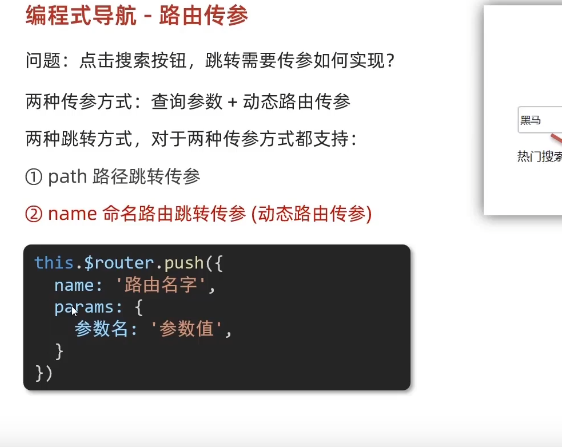 编程式导航 - 路由传参
问题：点击搜索按钮，跳转需要传参如何实现？
两种传参方式：查询参数 + 动态路由传参
两种跳转方式，对于两种传参方式都支持：
① path 路径跳转传参
② name 命名路由跳转传参 (动态路由传参)
this.$router.push({
name: '路由名字',
params: {
参数名: '参数值',
}
})
黑马
热门搜索